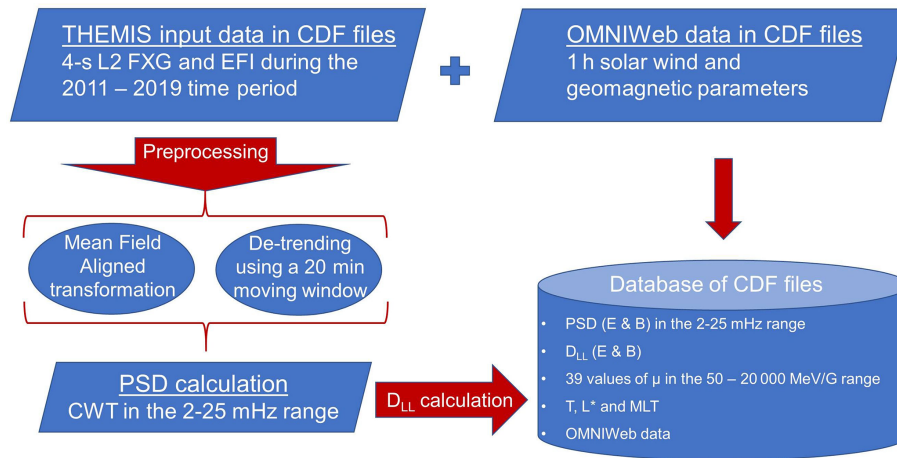 THEMIS input data in CDF files
4-s L2 FXG and EFI during the
2011 – 2019 time period
+
OMNIWeb data in CDF files
1 h solar wind and
geomagnetic parameters
Preprocessing
Mean Field
Aligned
transformation
De-trending
using a 20 min
moving window
PSD calculation
CWT in the 2-25 mHz range
D_LL calculation
Database of CDF files
• PSD (E & B) in the 2-25 mHz range
• D_LL (E & B)
• 39 values of μ in the 50 – 20 000 MeV/G range
• T, L* and MLT
• OMNIWeb data